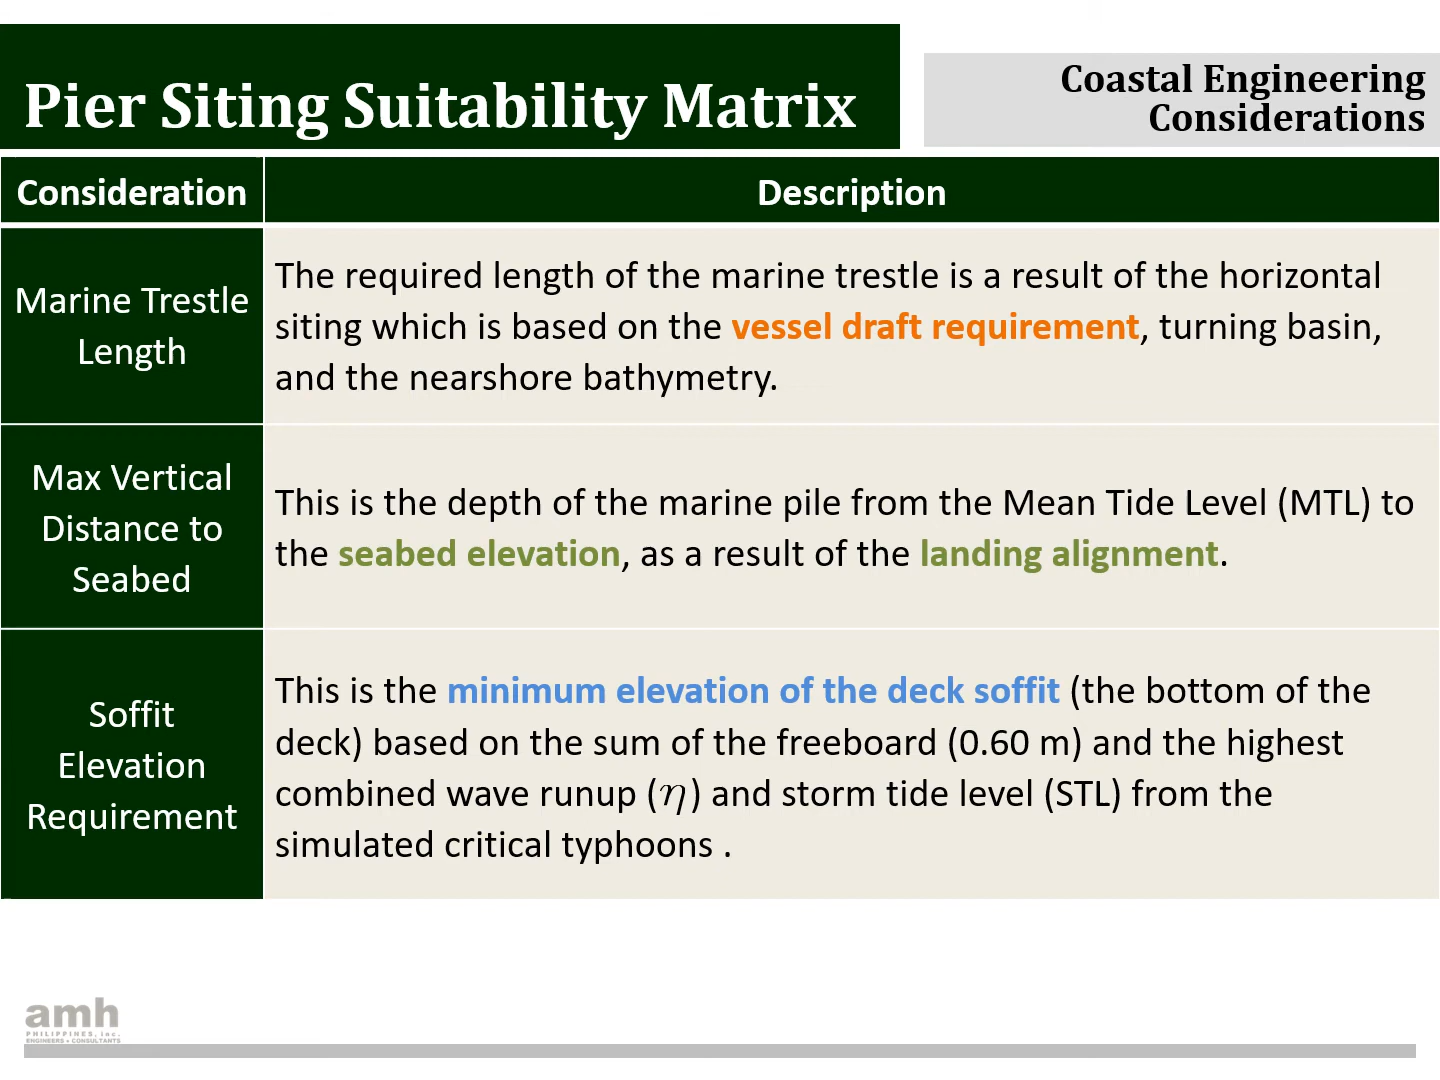 Pier Siting Suitability Matrix
Coastal Engineering
Considerations
Consideration
Description
Marine Trestle
Length
The required length of the marine trestle is a result of the horizontal
siting which is based on the vessel draft requirement, turning basin,
and the nearshore bathymetry.
Max Vertical
Distance to
Seabed
This is the depth of the marine pile from the Mean Tide Level (MTL) to
the seabed elevation, as a result of the landing alignment.
Soffit
Elevation
Requirement
This is the minimum elevation of the deck soffit (the bottom of the
deck) based on the sum of the freeboard (0.60 m) and the highest
combined wave runup (η) and storm tide level (STL) from the
simulated critical typhoons .
amh
PHILIPPINES, inc.
ENGINEERS • CONSULTANTS